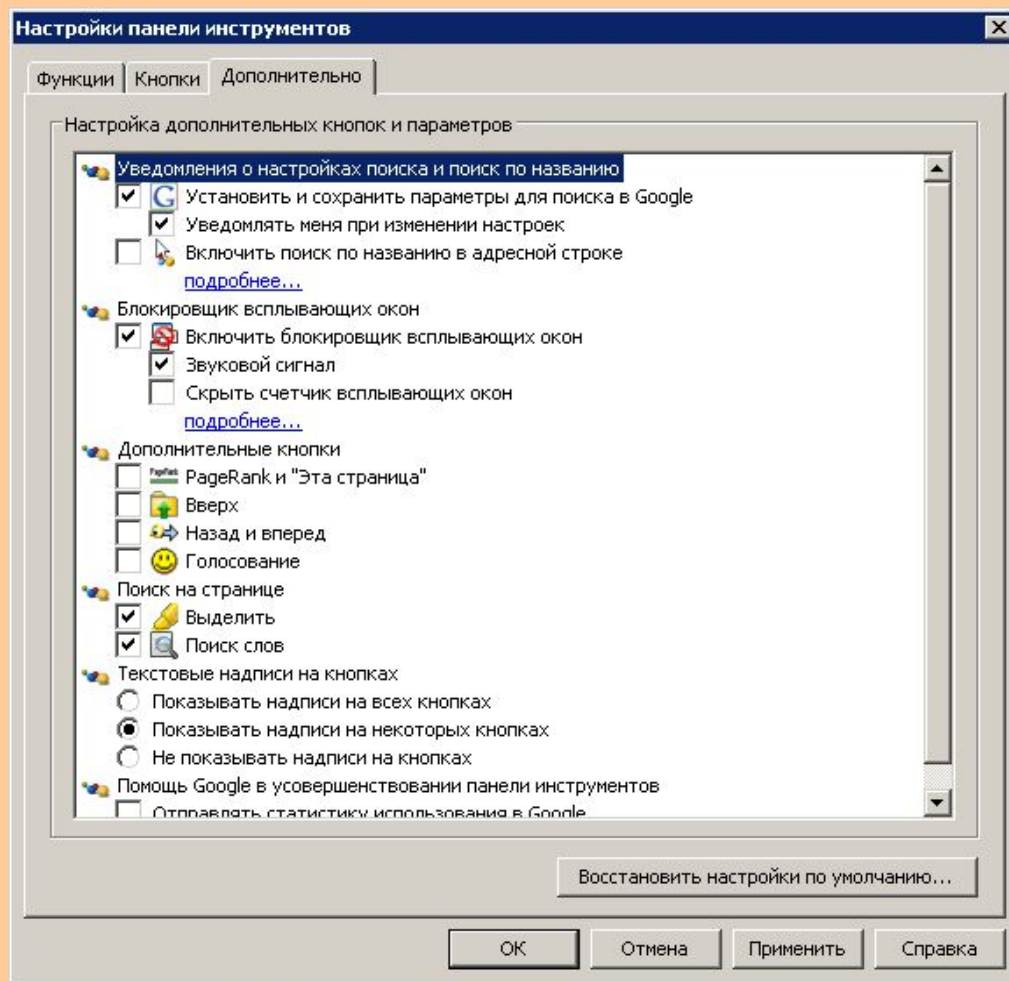 Настройки панели инструментов
Функции
Кнопки
Дополнительно
Настройка дополнительных кнопок и параметров
Уведомления о настройках поиска и поиск по названию
Установить и сохранить параметры для поиска в Google
Уведомлять меня при изменении настроек
Включить поиск по названию в адресной строке
подробнее...
Блокировщик всплывающих окон
Включить блокировщик всплывающих окон
Звуковой сигнал
Скрыть счетчик всплывающих окон
подробнее...
Дополнительные кнопки
PageRank и "Эта страница"
Вверх
Назад и вперед
Голосование
Поиск на странице
Выделить
Поиск слов
Текстовые надписи на кнопках
Показывать надписи на всех кнопках
Показывать надписи на некоторых кнопках
Не показывать надписи на кнопках
Помощь Google в усовершенствовании панели инструментов
Отправлять статистику использования в Google
Восстановить настройки по умолчанию...
ОК
Отмена
Применить
Справка